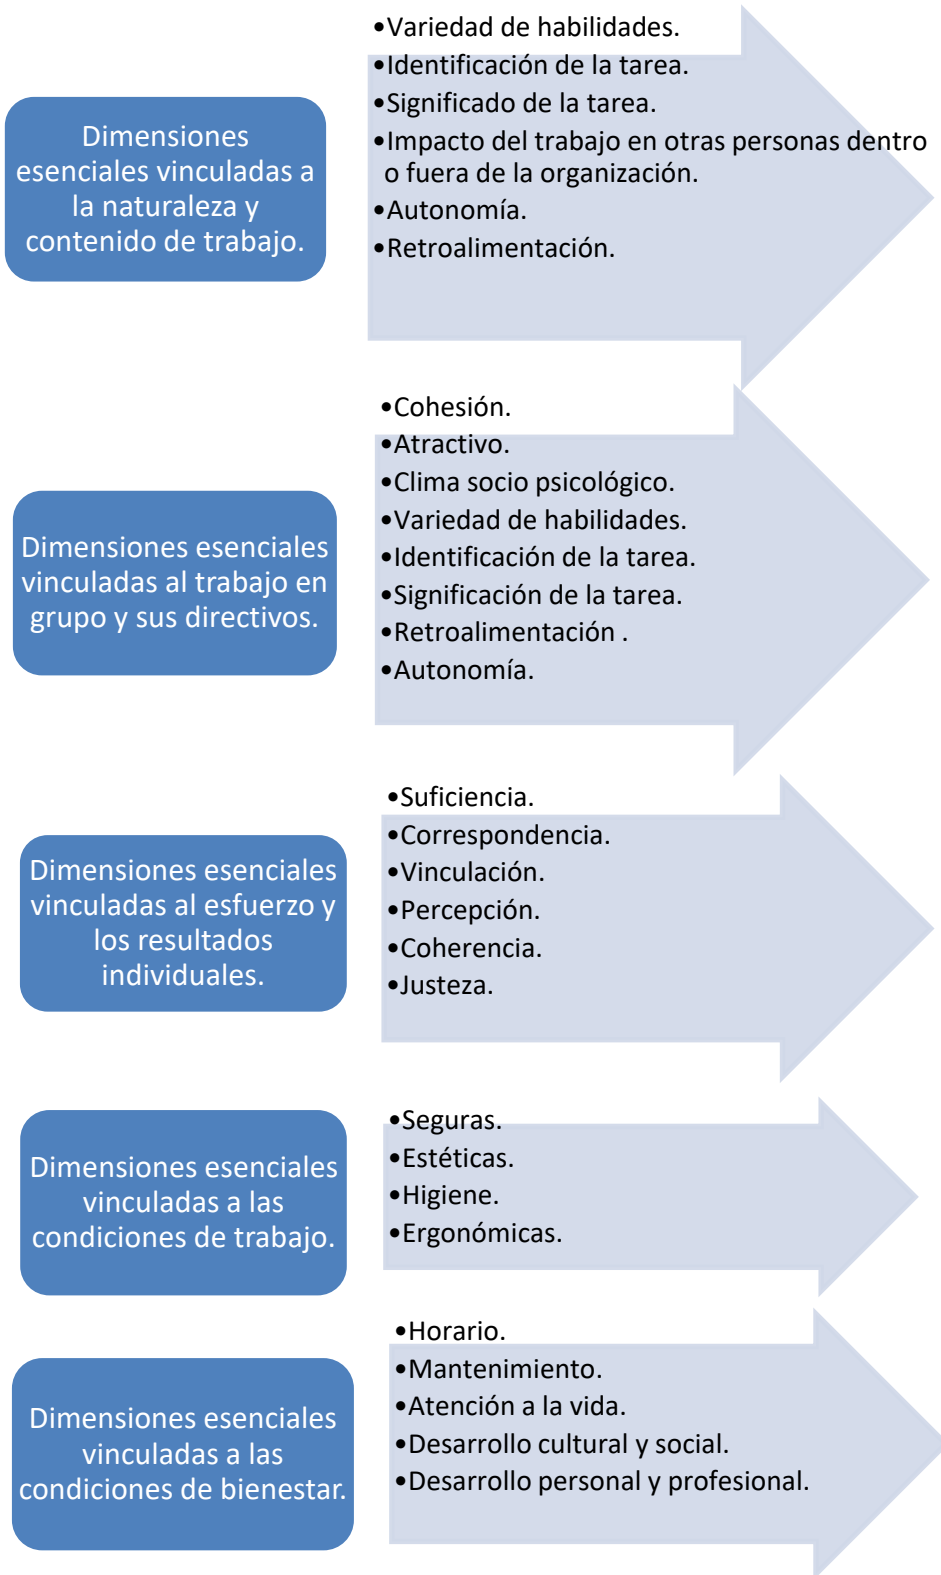 Dimensiones
esenciales vinculadas a
la naturaleza y
contenido de trabajo.
•Variedad de habilidades.
•Identificación de la tarea.
•Significado de la tarea.
•Impacto del trabajo en otras personas dentro
o fuera de la organización.
•Autonomía.
•Retroalimentación.
Dimensiones esenciales
vinculadas al trabajo en
grupo y sus directivos.
•Cohesión.
•Atractivo.
•Clima socio psicológico.
•Variedad de habilidades.
•Identificación de la tarea.
•Significación de la tarea.
•Retroalimentación .
•Autonomía.
Dimensiones esenciales
vinculadas al esfuerzo y
los resultados
individuales.
•Suficiencia.
•Correspondencia.
•Vinculación.
•Percepción.
•Coherencia.
•Justeza.
Dimensiones esenciales
vinculadas a las
condiciones de trabajo.
•Seguras.
•Estéticas.
•Higiene.
•Ergonómicas.
Dimensiones esenciales
vinculadas a las
condiciones de bienestar.
•Horario.
•Mantenimiento.
•Atención a la vida.
•Desarrollo cultural y social.
•Desarrollo personal y profesional.